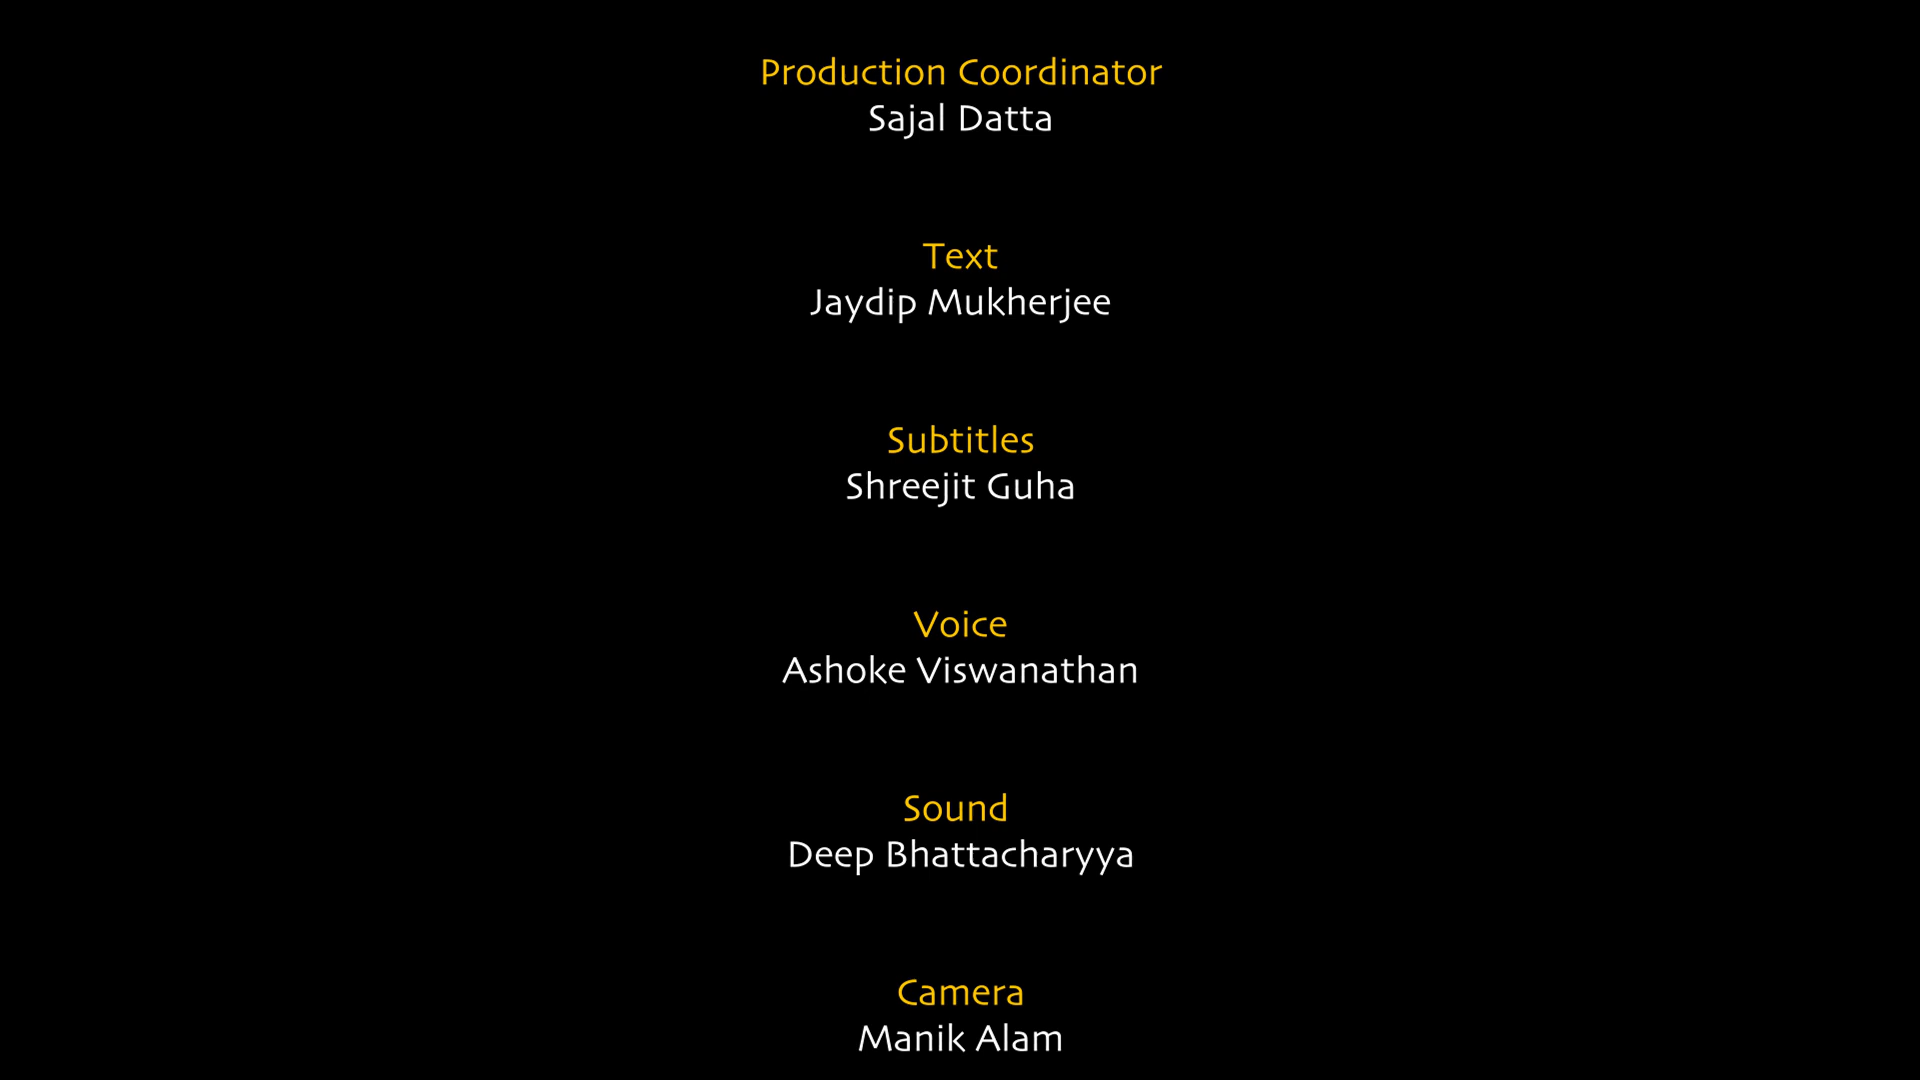 Production Coordinator
Sajal Datta
Text
Jaydip Mukherjee
Subtitles
Shreejit Guha
Voice
Ashoke Viswanathan
Sound
Deep Bhattacharyya
Camera
Manik Alam